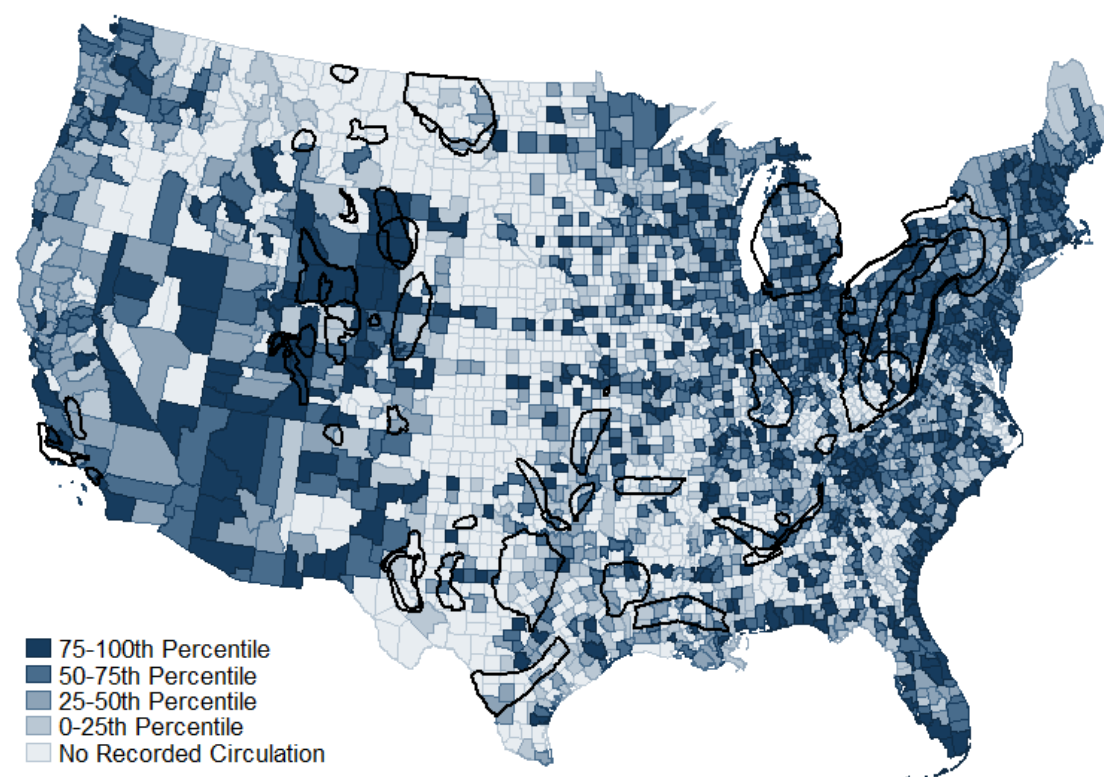 75-100th Percentile
50-75th Percentile
25-50th Percentile
0-25th Percentile
No Recorded Circulation